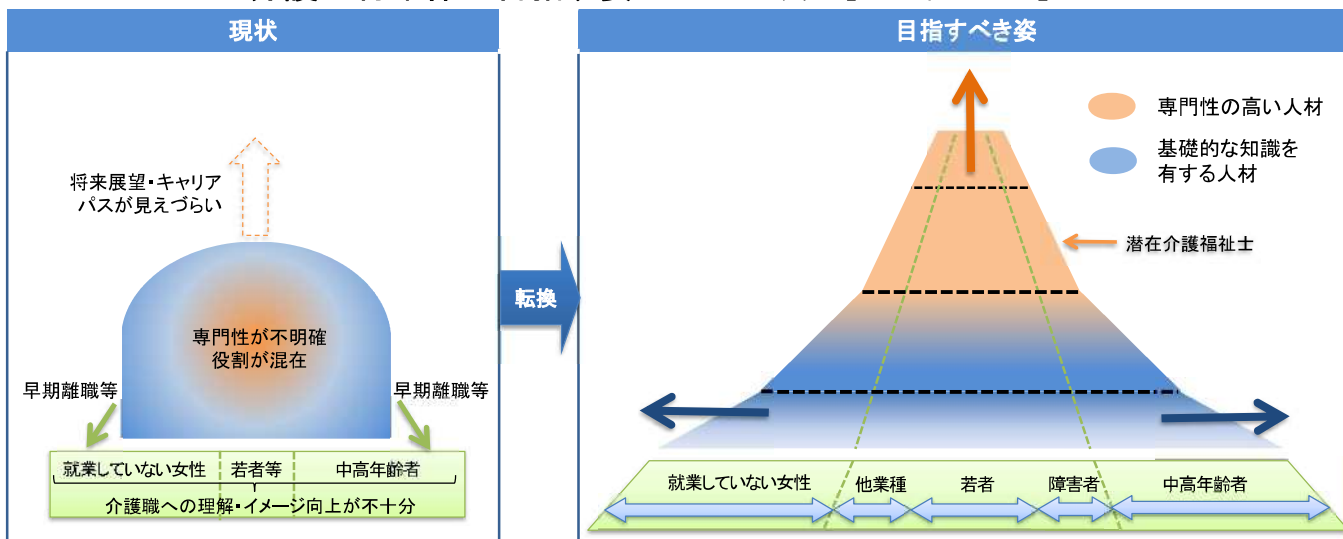 現状
将来展望・キャリア
パスが見えづらい
専門性が不明確
役割が混在
早期離職等
早期離職等
就業していない女性
若者等
中高年齢者
介護職への理解・イメージ向上が不十分
転換
目指すべき姿
専門性の高い人材
基礎的な知識を
有する人材
潜在介護福祉士
就業していない女性
他業種
若者
障害者
中高年齢者